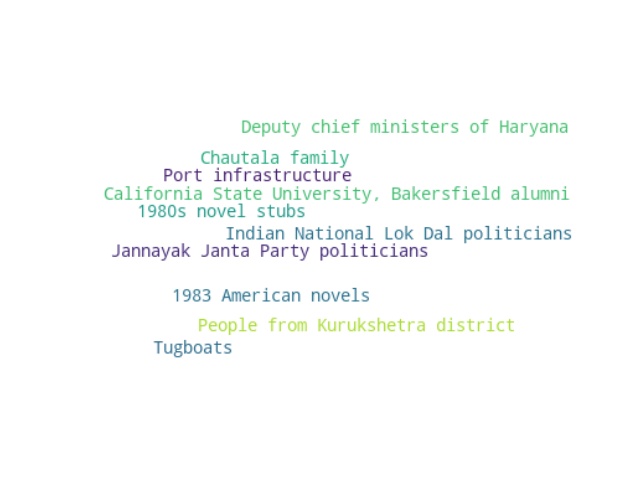 Deputy chief ministers of Haryana
Chautala family
Port infrastructure
California State University, Bakersfield alumni
1980s novel stubs
Indian National Lok Dal politicians
Jannayak Janta Party politicians
1983 American novels
People from Kurukshetra district
Tugboats